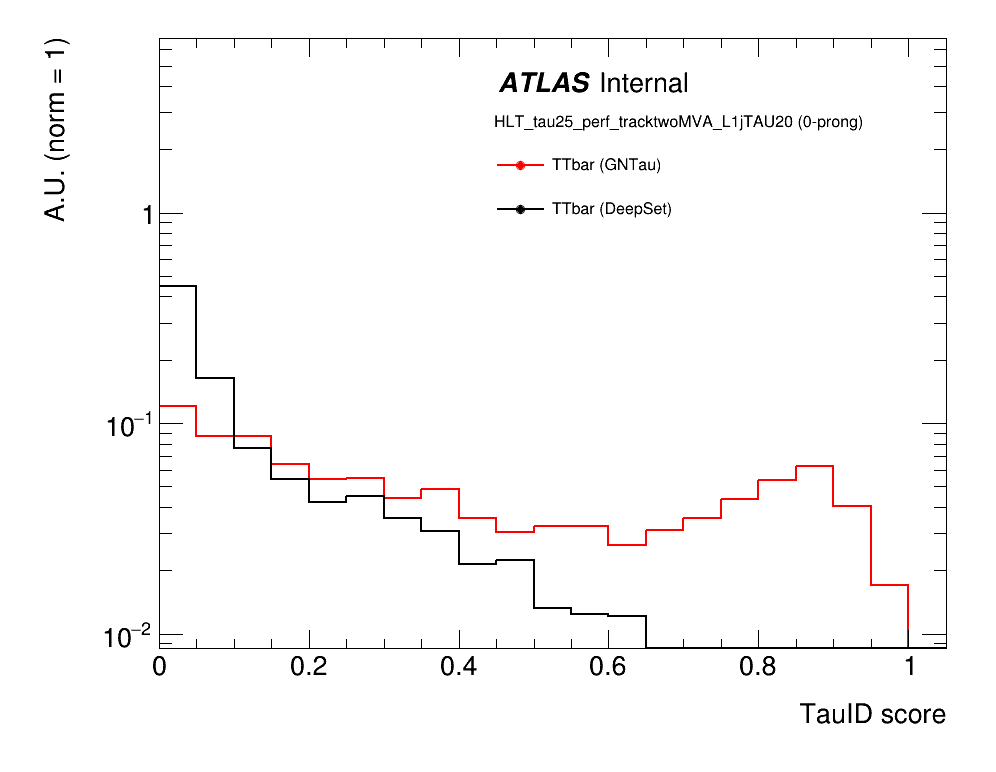 A.U. (norm = 1)
ATLAS Internal
HLT_tau25_perf_tracktwoMVA_L1jTAU20 (0-prong)
TTbar (GNTau)
TTbar (DeepSet)
1
10⁻¹
10⁻²
0 0.2 0.4 0.6 0.8 1
TauID score